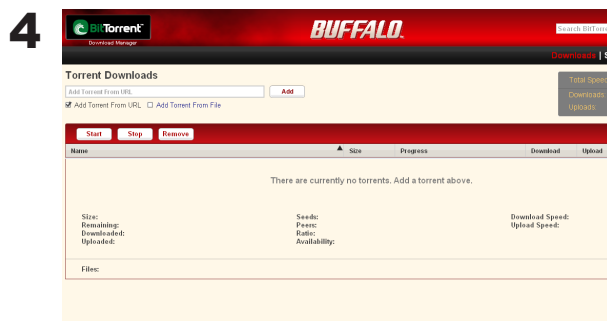 4
BitTorrent™
Download Manager
BUFFALO.
Search BitTorre
Downloads | S
Torrent Downloads
Add Torrent From URL
Add
Add Torrent From URL
Add Torrent From File
Total Speed
Downloads
Uploads:
Start Stop Remove
Name Size Progress Download Upload
There are currently no torrents. Add a torrent above.
Size: Seeds: Download Speed:
Remaining: Peers: Upload Speed:
Downloaded: Ratio:
Uploaded: Availability:
Files: